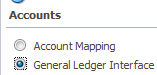 Accounts
Account Mapping
General Ledger Interface